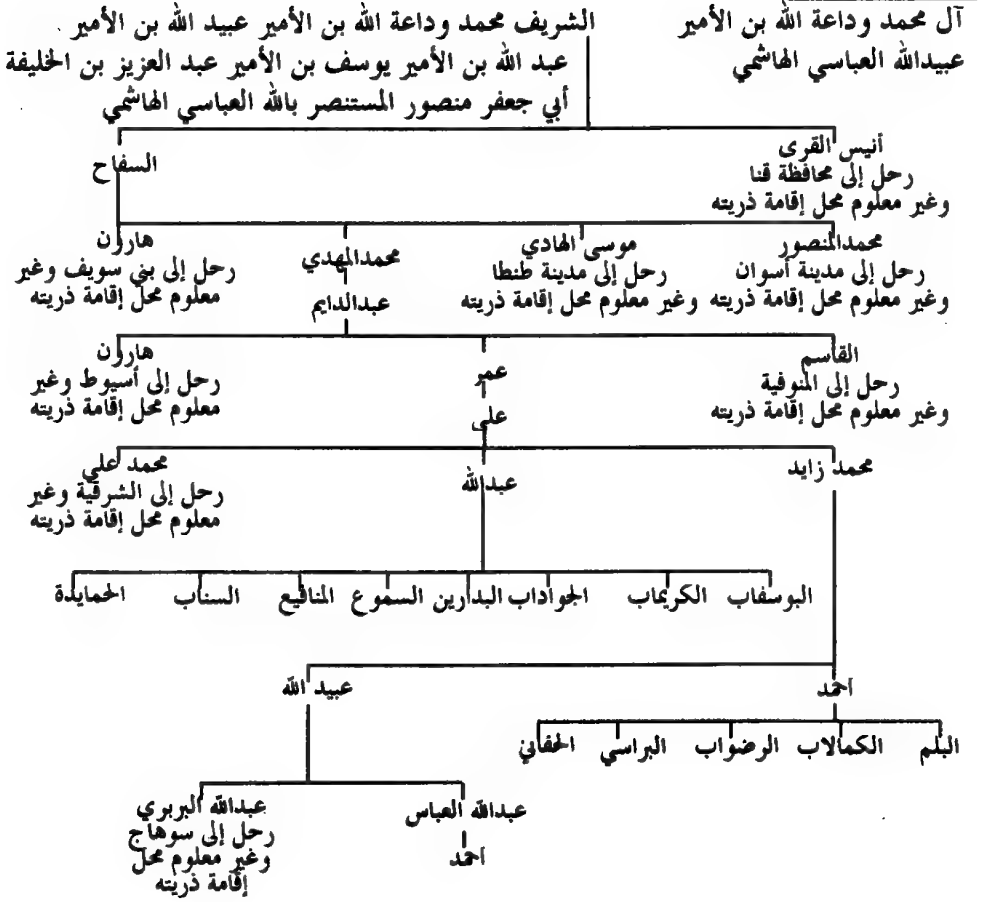 آل محمد وداعة الله بن الأمير
عبيدالله العباسي الهاشمي
الشريف محمد وداعة الله بن الأمير عبيد الله بن الأمير
عبد الله بن الأمير يوسف بن الأمير عبد العزيز بن الخليفة
أبي جعفر منصور المستنصر بالله العباسي الهاشمي
أنيس القرى
رحل إلى محافظة قنا
وغير معلوم محل إقامة ذريته
السفاح
محمدالمنصور
رحل إلى مدينة أسوان
وغير معلوم محل إقامة ذريته
موسى الهادي
رحل إلى مدينة طنطا
وغير معلوم محل إقامة ذريته
محمدالمهدي
عبدالدايم
هارون
رحل إلى بني سويف وغير
معلوم محل إقامة ذريته
القاسم
رحل إلى المنوفية
وغير معلوم محل إقامة ذريته
عمر
على
هارون
رحل إلى أسيوط وغير
معلوم محل إقامة ذريته
محمد زايد
عبدالله
محمد علي
رحل إلى الشرقية وغير
معلوم محل إقامة ذريته
البوسفاب
الكريماب
الجواداب
البدارين
السموع
المنافيع
السناب
الحمايدة
احمد
عبيد الله
البلم
الكمالاب
الرضواب
البراسي
الحفاني
عبدالله العباس
احمد
عبدالله البربري
رحل إلى سوهاج
وغير معلوم محل
إقامة ذريته